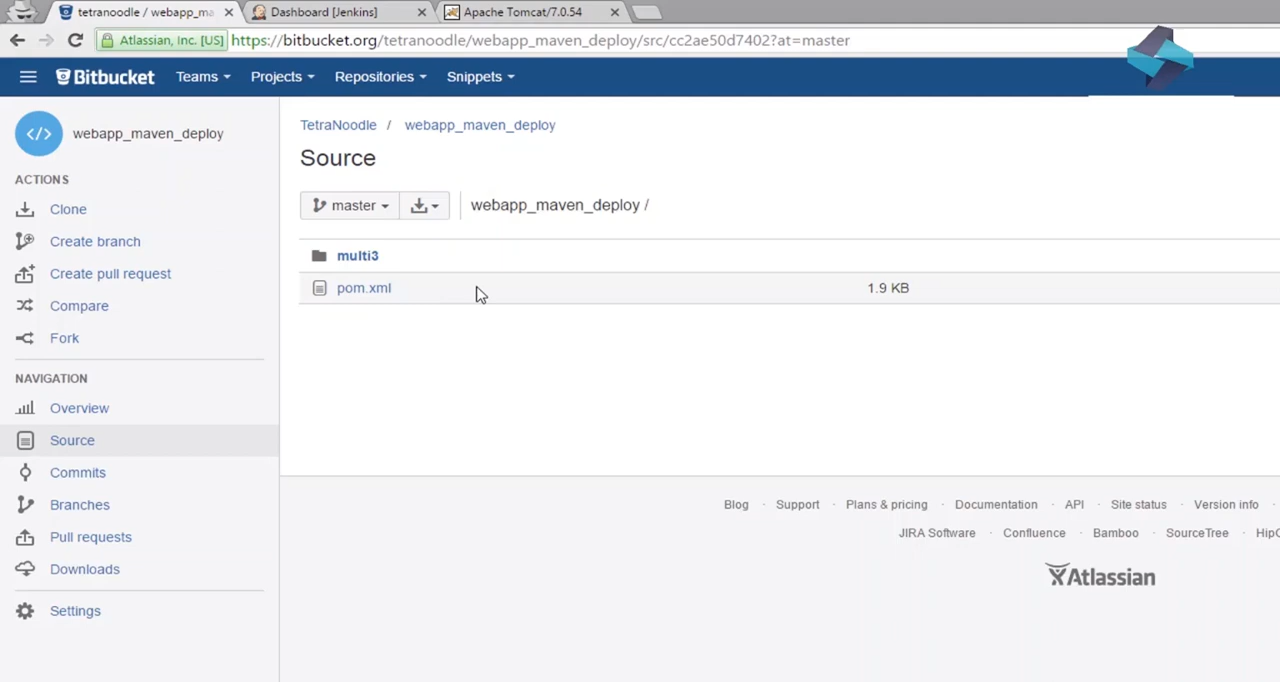 tetranoodle / webapp_ma
Dashboard [Jenkins]
Apache Tomcat/7.0.54
Atlassian, Inc. [US]
https://bitbucket.org/tetranoodle/webapp_maven_deploy/src/cc2ae50d7402?at=master
Bitbucket
Teams
Projects
Repositories
Snippets
webapp_maven_deploy
ACTIONS
Clone
Create branch
Create pull request
Compare
Fork
NAVIGATION
Overview
Source
Commits
Branches
Pull requests
Downloads
Settings
TetraNoodle / webapp_maven_deploy
Source
master
webapp_maven_deploy /
multi3
pom.xml 1.9 KB
Blog · Support · Plans & pricing · Documentation · API · Site status · Version info ·
JIRA Software · Confluence · Bamboo · SourceTree · HipC
Atlassian